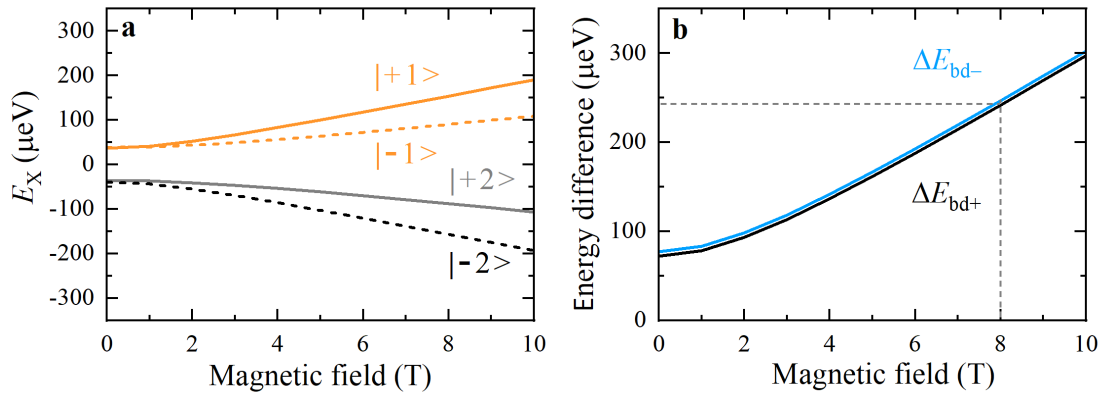 a
300
200
100
0
-100
-200
-300
E_X (µeV)
|+1>
|-1>
|+2>
|-2>
0 2 4 6 8 10
Magnetic field (T)
b
300
200
100
0
Energy difference (µeV)
ΔE_bd−
ΔE_bd+
0 2 4 6 8 10
Magnetic field (T)